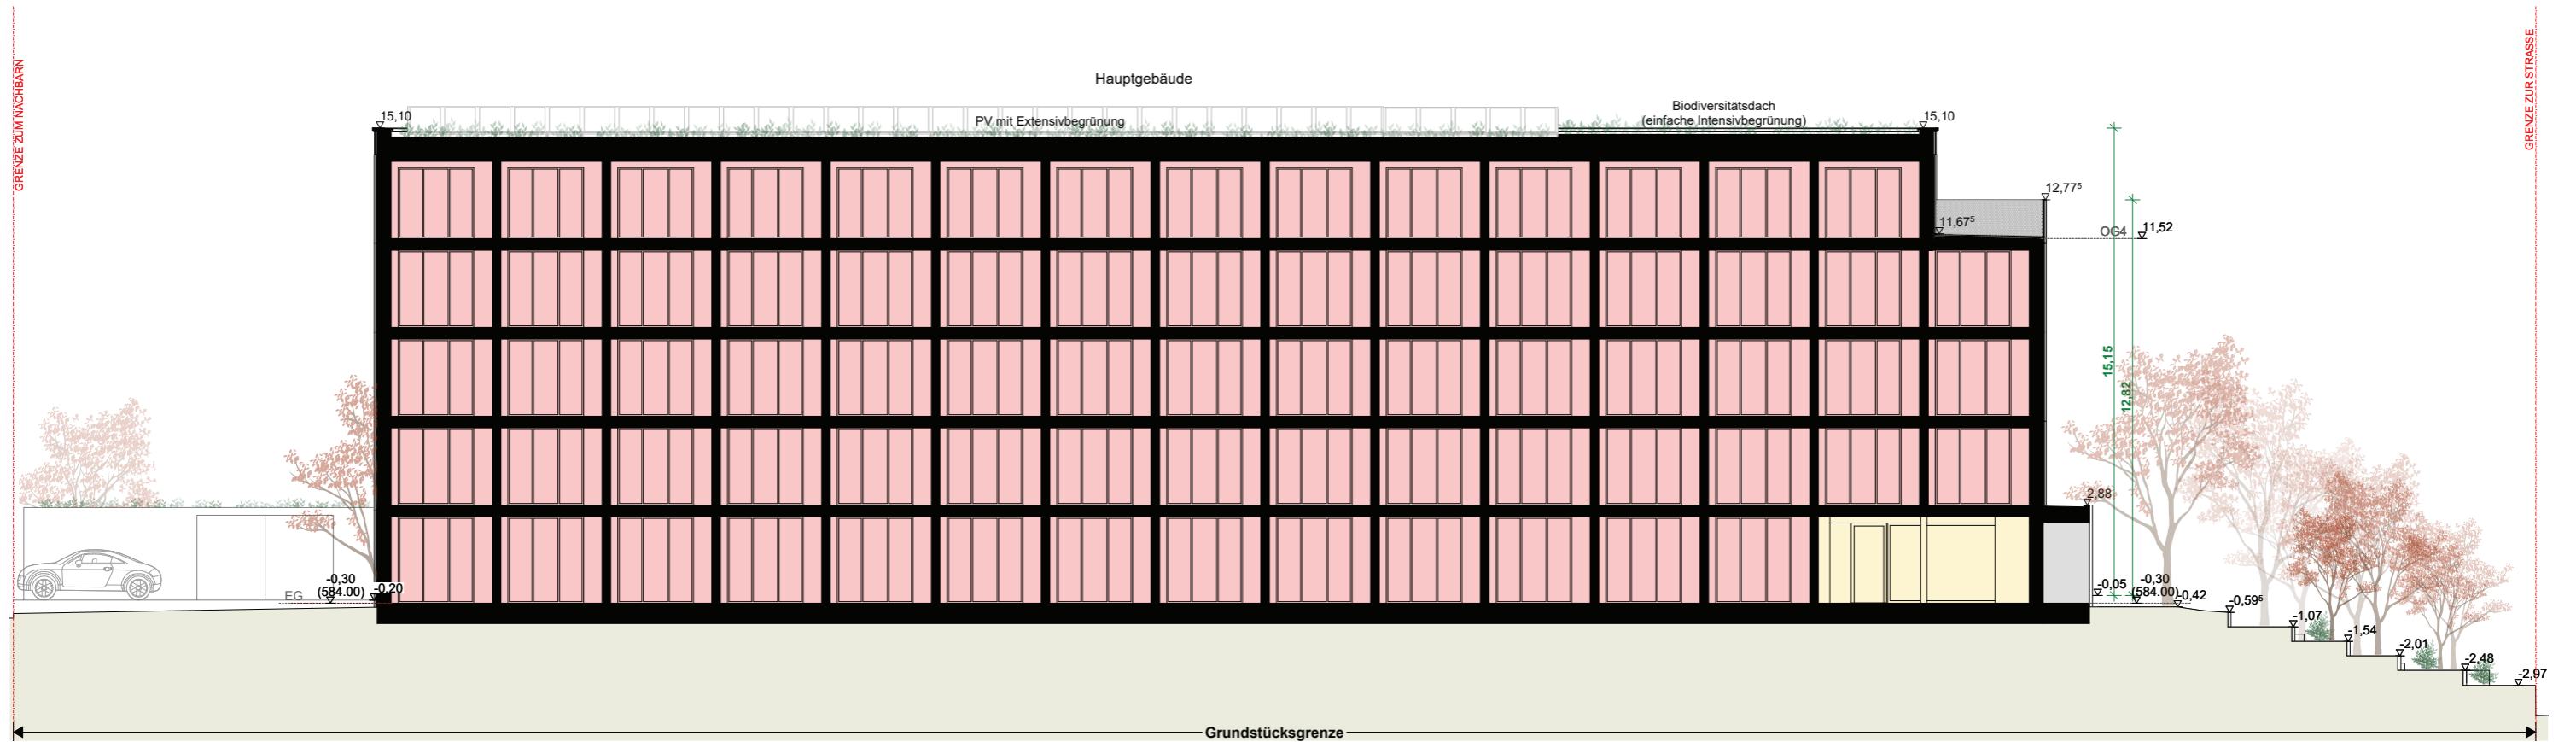 GRENZE ZUM NACHBARN
Hauptgebäude
GRENZE ZUR STRASSE
15,10
PV mit Extensivbegrünung
Biodiversitätsdach
(einfache Intensivbegrünung)
15,10
12,77⁵
11,67⁵
OG4
11,52
15,15
12,82
2,88
EG
-0,30
(584.00)
-0,20
-0,05
-0,30
(584.00)
-0,42
-0,59⁵
-1,07
-1,54
-2,01
-2,48
-2,97
Grundstücksgrenze